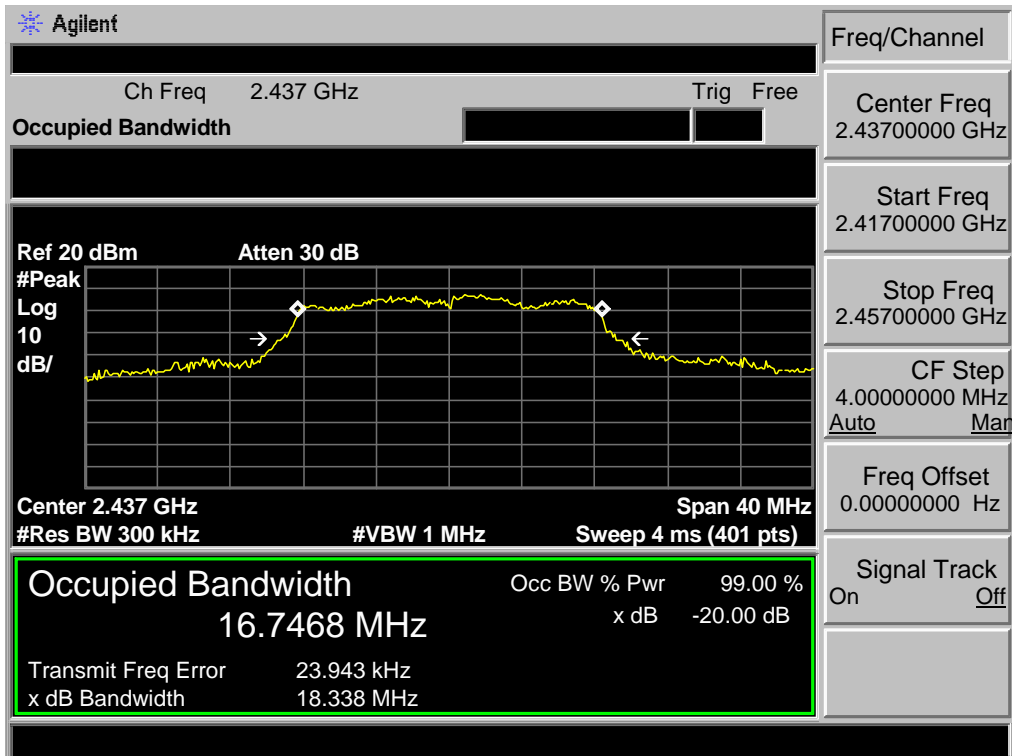 Agilent
Freq/Channel
Ch Freq 2.437 GHz Trig Free
Occupied Bandwidth
Center Freq
2.43700000 GHz
Start Freq
2.41700000 GHz
Ref 20 dBm Atten 30 dB
#Peak
Log
10
dB/
Stop Freq
2.45700000 GHz
CF Step
4.00000000 MHz
Auto Man
Freq Offset
0.00000000 Hz
Center 2.437 GHz Span 40 MHz
#Res BW 300 kHz #VBW 1 MHz Sweep 4 ms (401 pts)
Signal Track
On Off
Occupied Bandwidth Occ BW % Pwr 99.00 %
16.7468 MHz x dB -20.00 dB
Transmit Freq Error 23.943 kHz
x dB Bandwidth 18.338 MHz